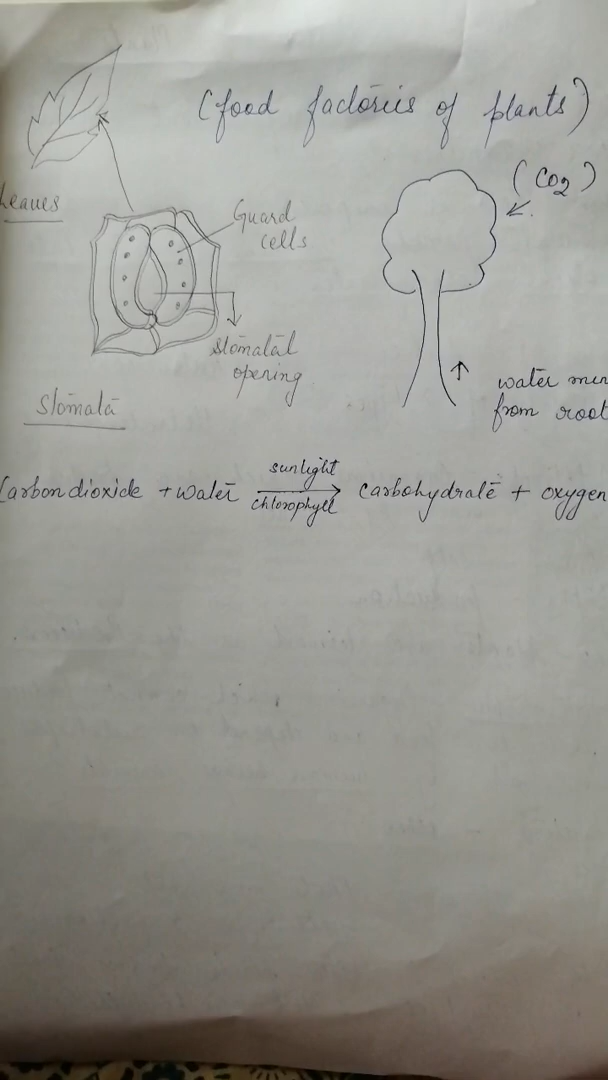 (food factories of plants)
(CO2)
Leaves
Guard
cells
Stomatal
opening
water
from root
Stomata
Carbondioxide + water sunlight chlorophyll carbohydrate + oxygen